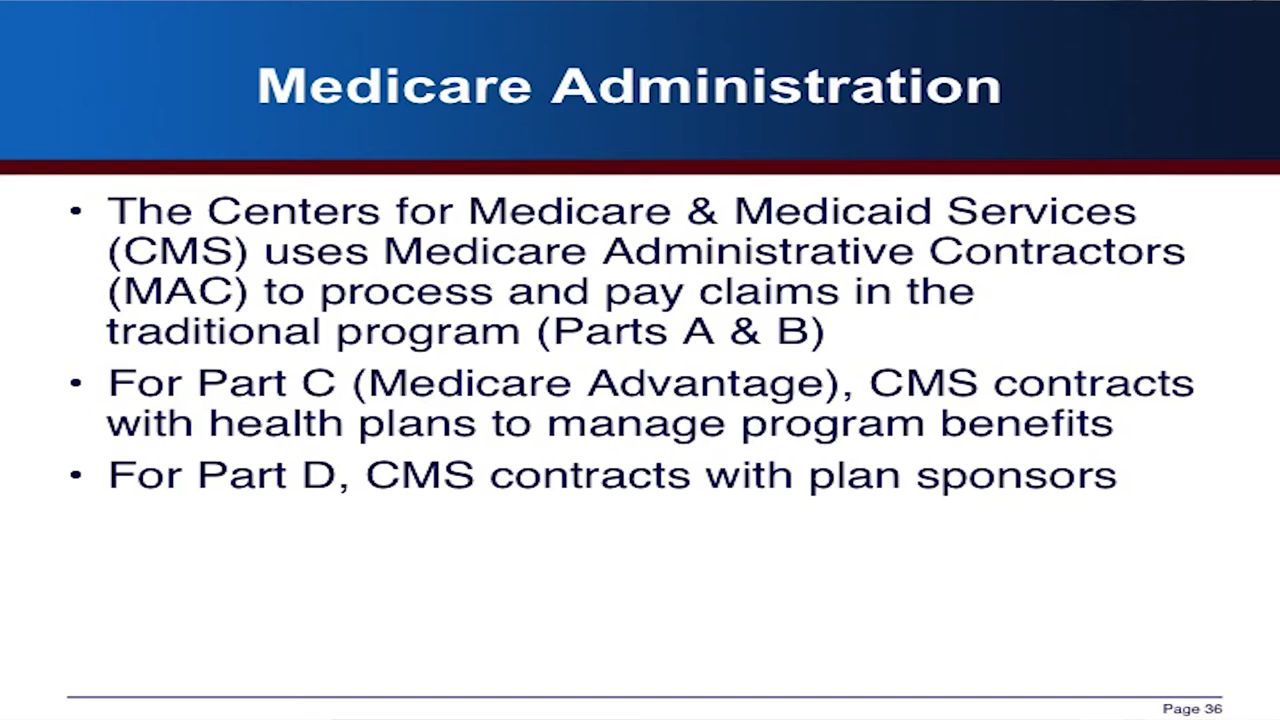 Medicare Administration
• The Centers for Medicare & Medicaid Services
(CMS) uses Medicare Administrative Contractors
(MAC) to process and pay claims in the
traditional program (Parts A & B)
• For Part C (Medicare Advantage), CMS contracts
with health plans to manage program benefits
• For Part D, CMS contracts with plan sponsors
Page 36